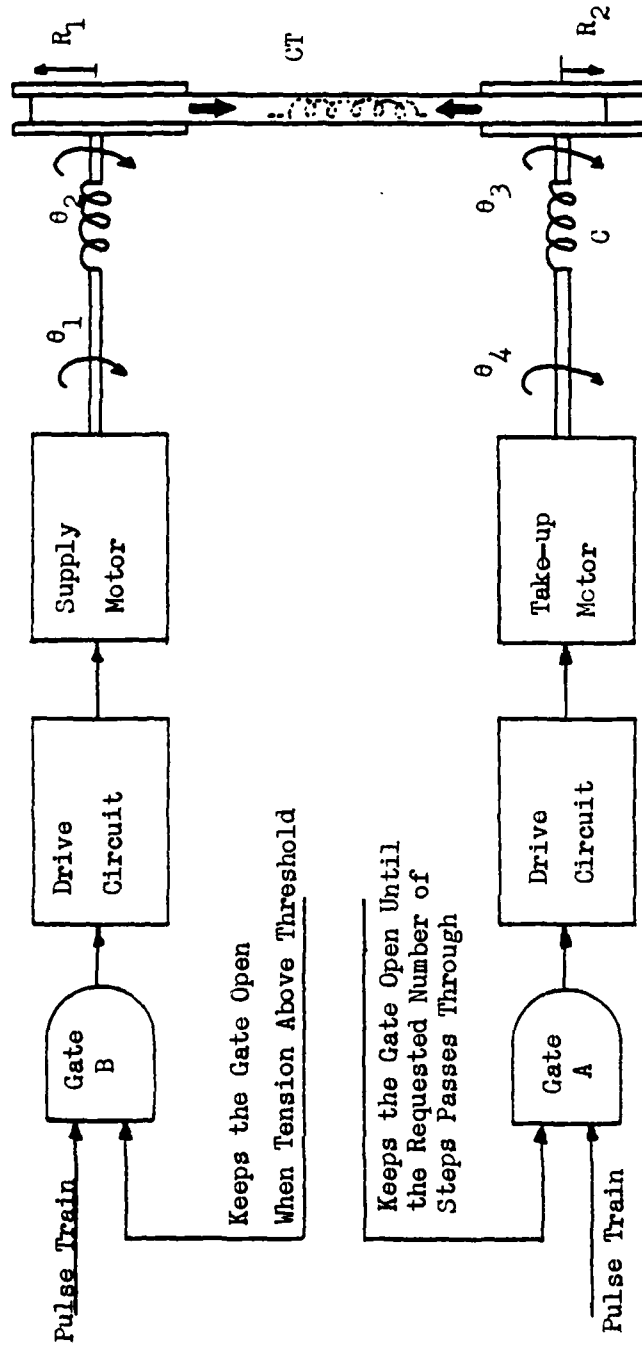 Pulse Train
Gate
B
Drive
Circuit
Supply
Motor
θ1
θ2
R1
Keeps the Gate Open
When Tension Above Threshold
CT
Keeps the Gate Open Until
the Requested Number of
Steps Passes Through
Pulse Train
Gate
A
Drive
Circuit
Take-up
Mctor
θ4
θ3
C
R2